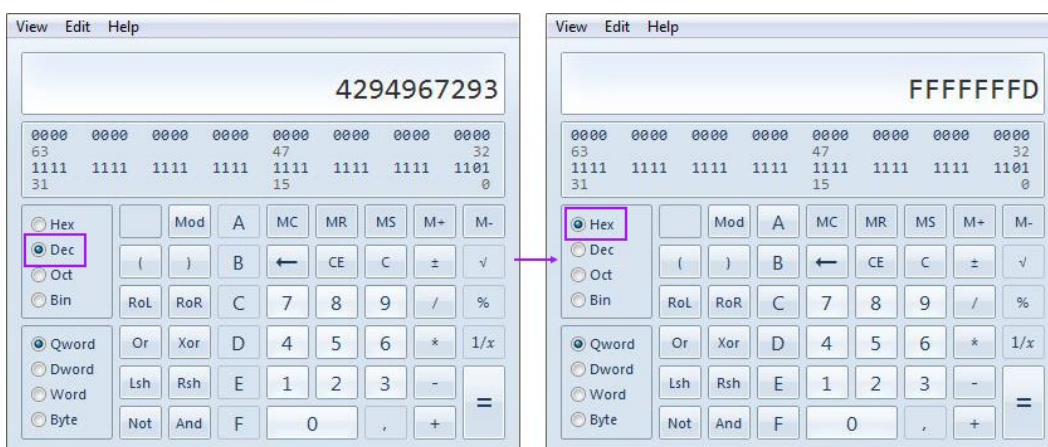 View Edit Help
4294967293
0000 0000 0000 0000 0000 0000 0000 0000
63 47 32
1111 1111 1111 1111 1111 1111 1111 1101
31 15 0
Hex Mod A MC MR MS M+ M-
Dec ( ) B ← CE C ± √
Oct
Bin RoL RoR C 7 8 9 / %
Qword Or Xor D 4 5 6 * 1/x
Dword
Word Lsh Rsh E 1 2 3 - =
Byte Not And F 0 , +
View Edit Help
FFFFFFFD
0000 0000 0000 0000 0000 0000 0000 0000
63 47 32
1111 1111 1111 1111 1111 1111 1111 1101
31 15 0
Hex Mod A MC MR MS M+ M-
Dec ( ) B ← CE C ± √
Oct
Bin RoL RoR C 7 8 9 / %
Qword Or Xor D 4 5 6 * 1/x
Dword
Word Lsh Rsh E 1 2 3 - =
Byte Not And F 0 , +